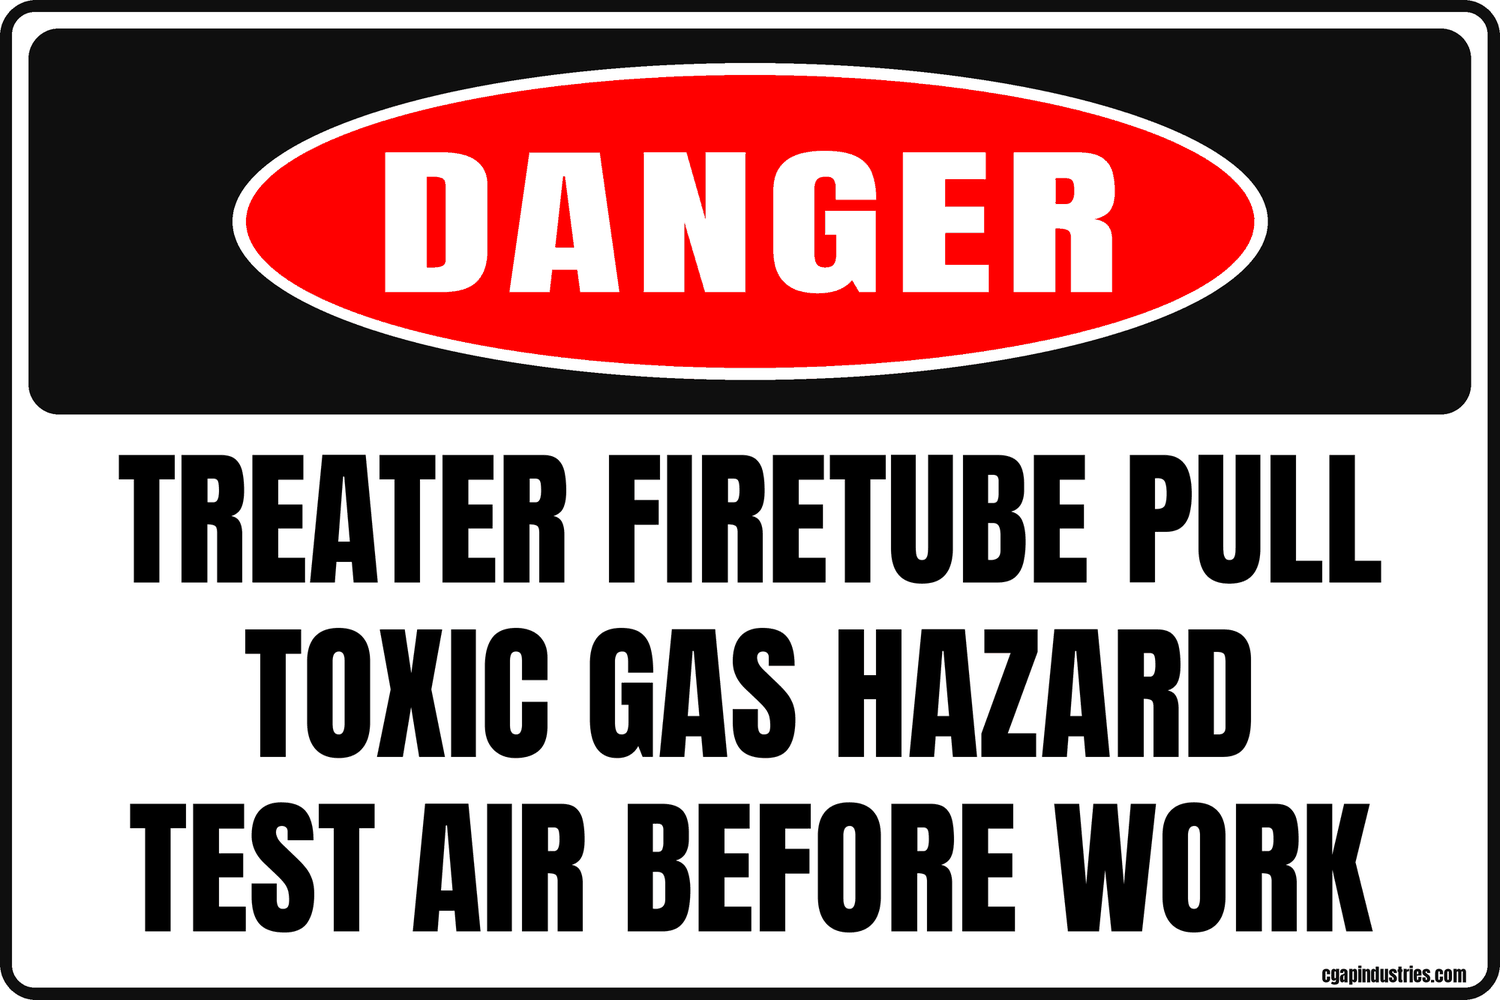 DANGER
TREATER FIRETUBE PULL
TOXIC GAS HAZARD
TEST AIR BEFORE WORK
cgapindustries.com